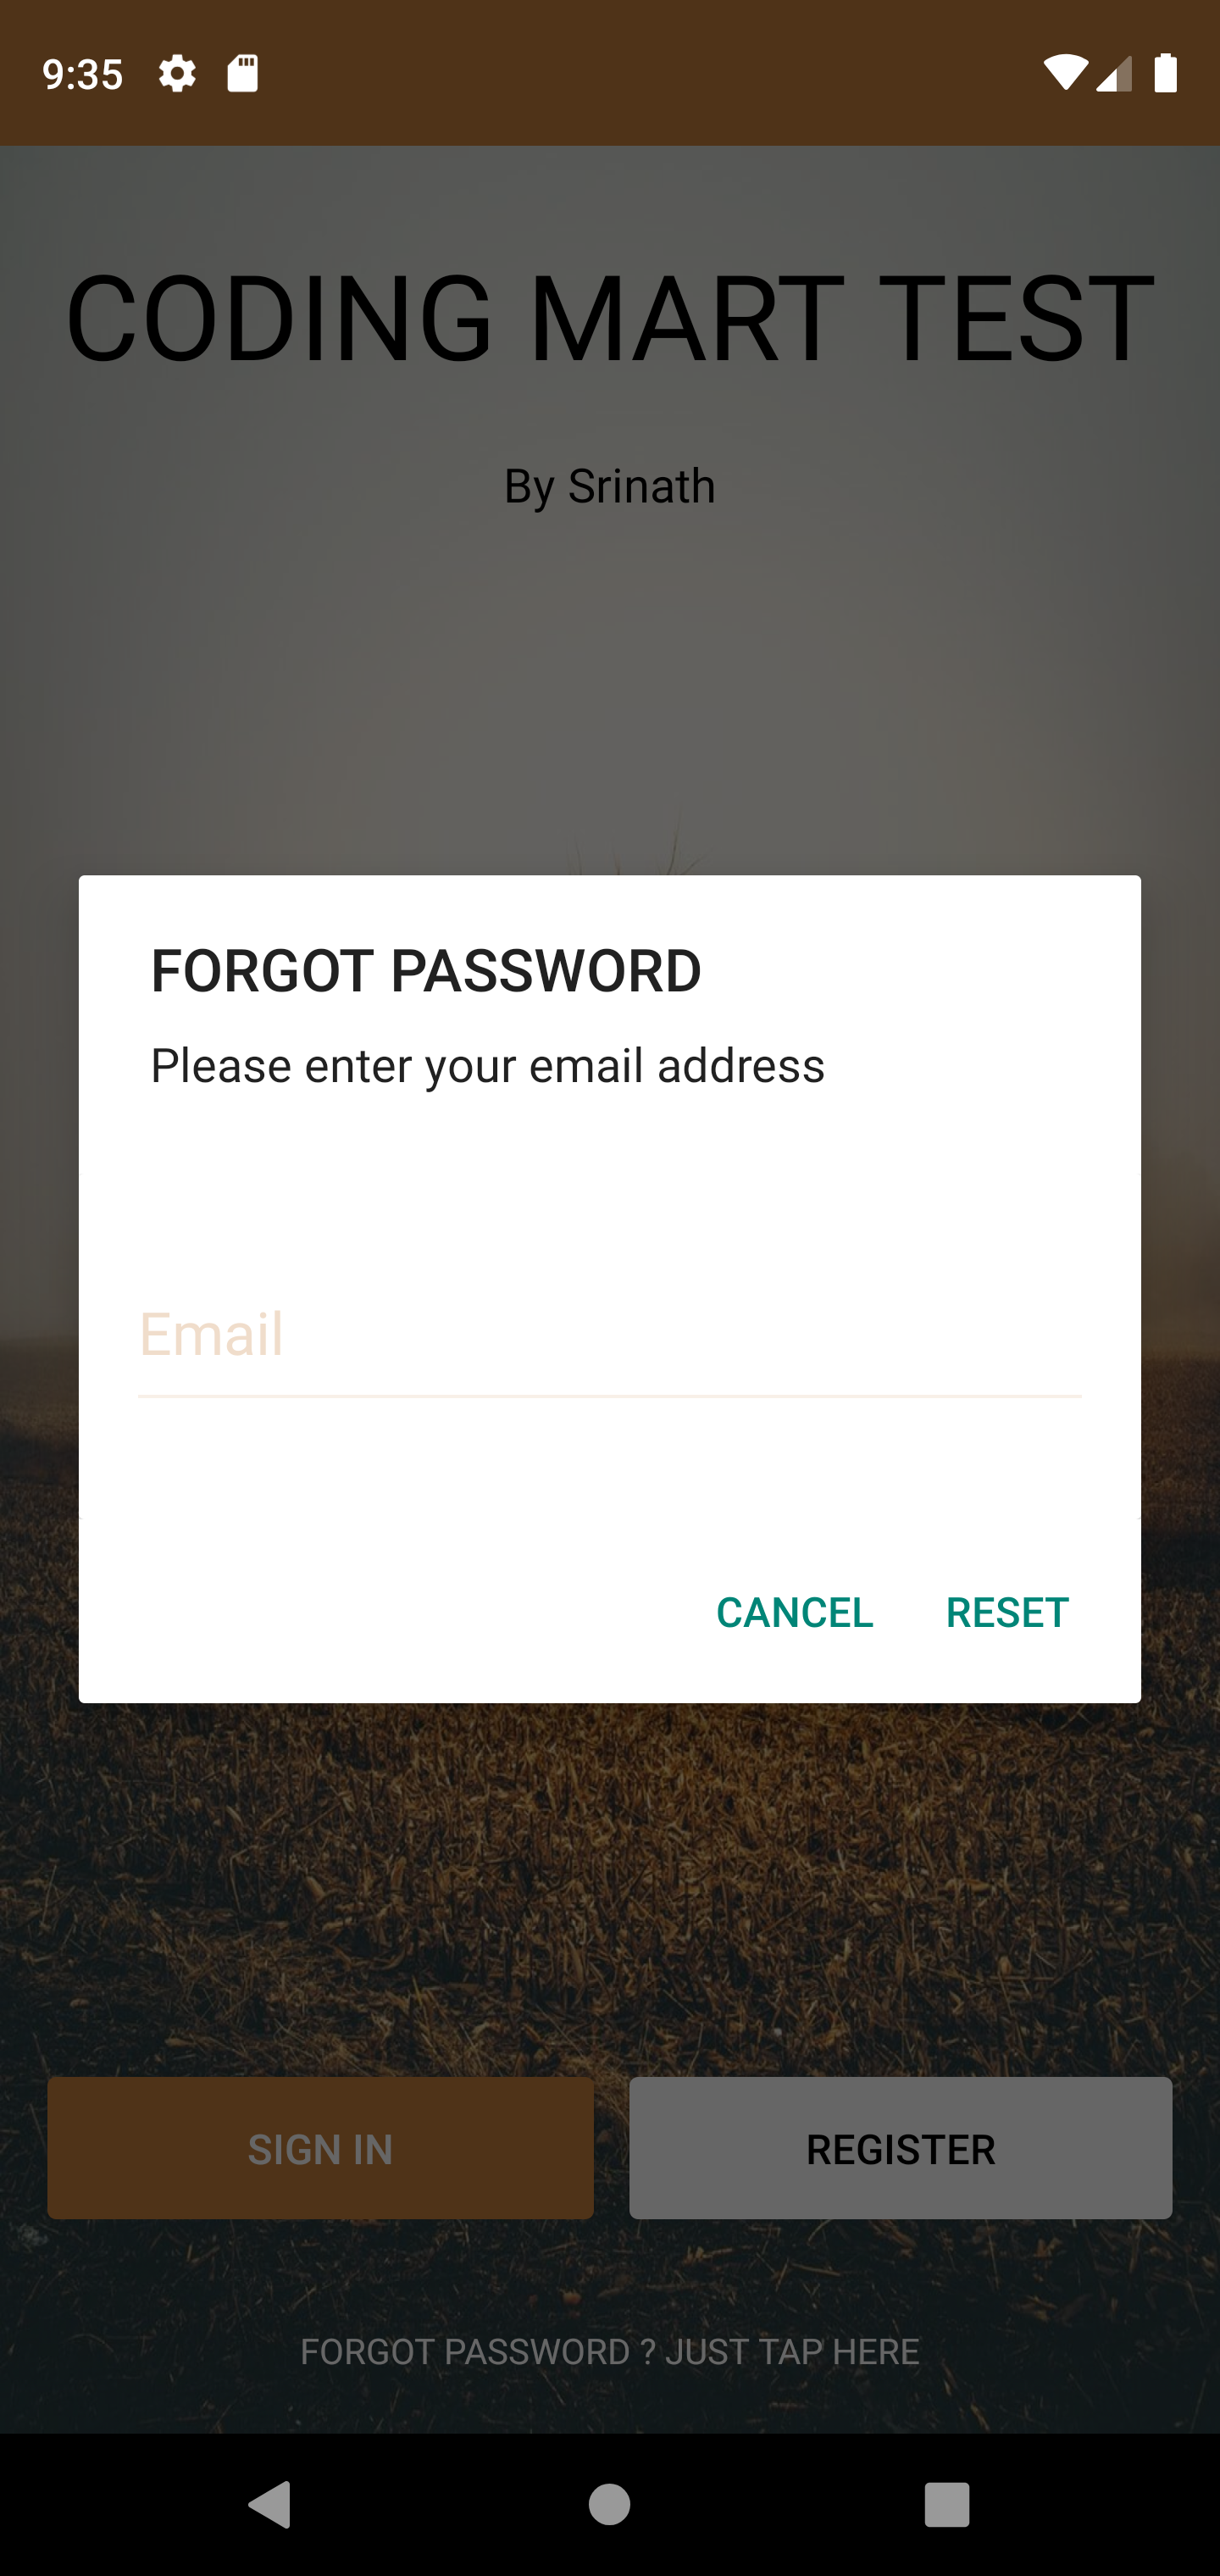 9:35
CODING MART TEST
By Srinath
FORGOT PASSWORD
Please enter your email address
Email
CANCEL RESET
SIGN IN REGISTER
FORGOT PASSWORD ? JUST TAP HERE